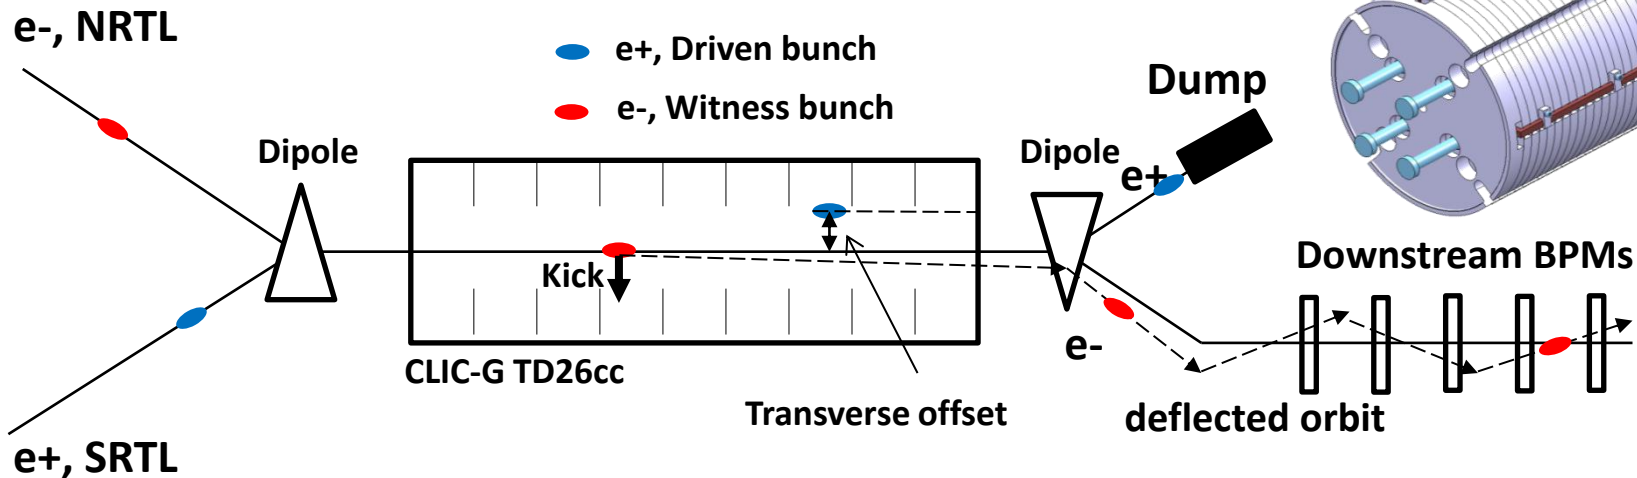 e-, NRTL
e+, Driven bunch
e-, Witness bunch
Dump
Dipole
Dipole
e+
Kick
Downstream BPMs
e-
CLIC-G TD26cc
Transverse offset
deflected orbit
e+, SRTL